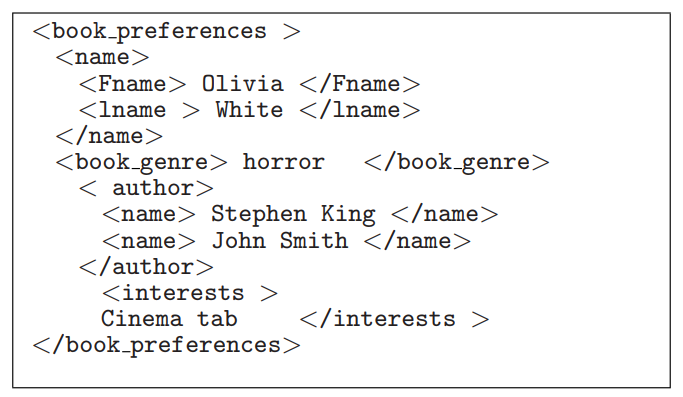 <book_preferences >
<name>
<Fname> Olivia </Fname>
<lname > White </lname>
</name>
<book_genre> horror </book_genre>
< author>
<name> Stephen King </name>
<name> John Smith </name>
</author>
<interests >
Cinema tab </interests >
</book_preferences>